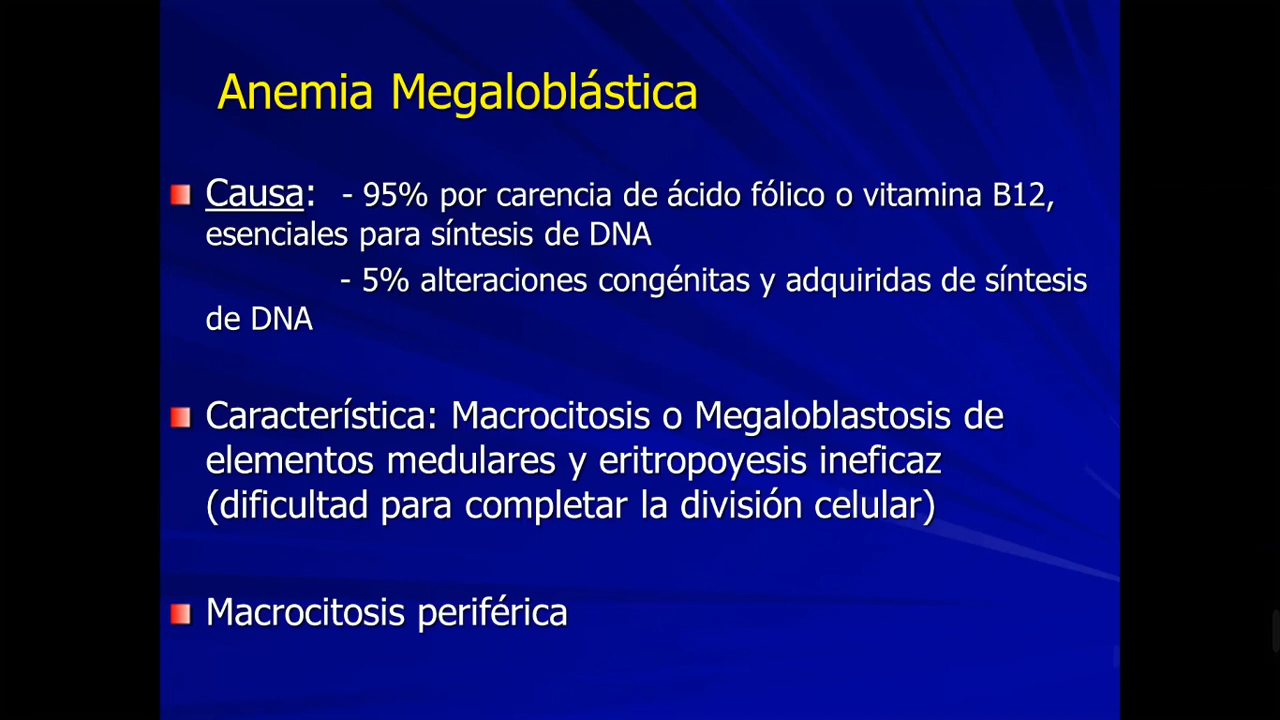 Anemia Megaloblástica
Causa: - 95% por carencia de ácido fólico o vitamina B12,
esenciales para síntesis de DNA
- 5% alteraciones congénitas y adquiridas de síntesis
de DNA
Característica: Macrocitosis o Megaloblastosis de
elementos medulares y eritropoyesis ineficaz
(dificultad para completar la división celular)
Macrocitosis periférica